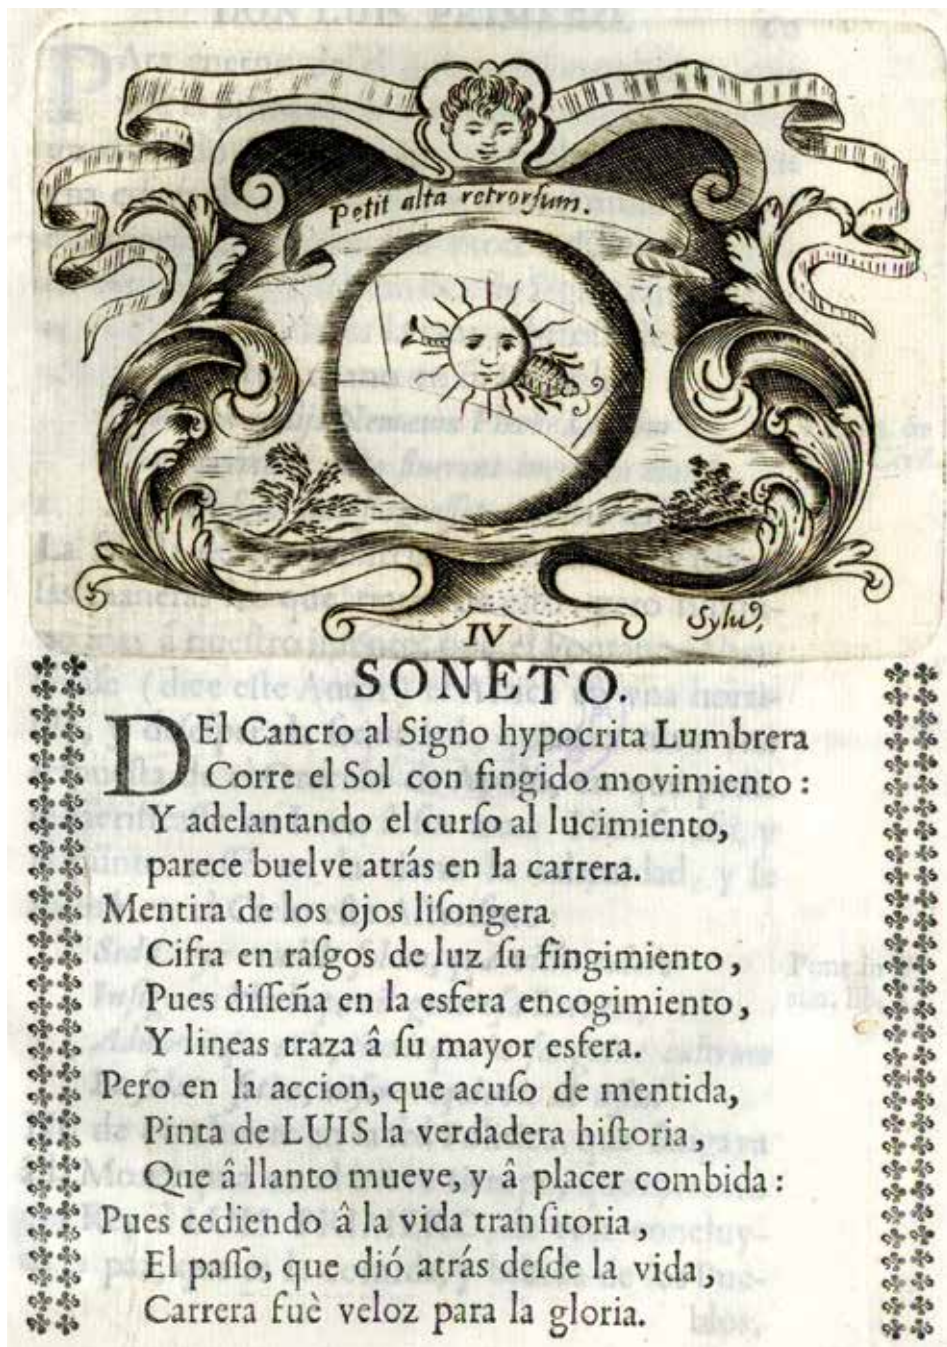 Petit alta retrorſum.
IV
Sylv.
SONETO.
DEl Cancro al Signo hypocrita Lumbrera
Corre el Sol con fingido movimiento :
Y adelantando el curſo al lucimiento,
parece buelve atrás en la carrera.
Mentira de los ojos liſongera
Cifra en raſgos de luz ſu fingimiento ,
Pues diſſeña en la esfera encogimiento ,
Y lineas traza â ſu mayor esfera.
Pero en la accion, que acuſo de mentida,
Pinta de LUIS la verdadera hiſtoria ,
Que â llanto mueve, y â placer combida :
Pues cediendo â la vida tranſitoria ,
El paſſo, que dió atrás deſde la vida ,
Carrera fuè veloz para la gloria.